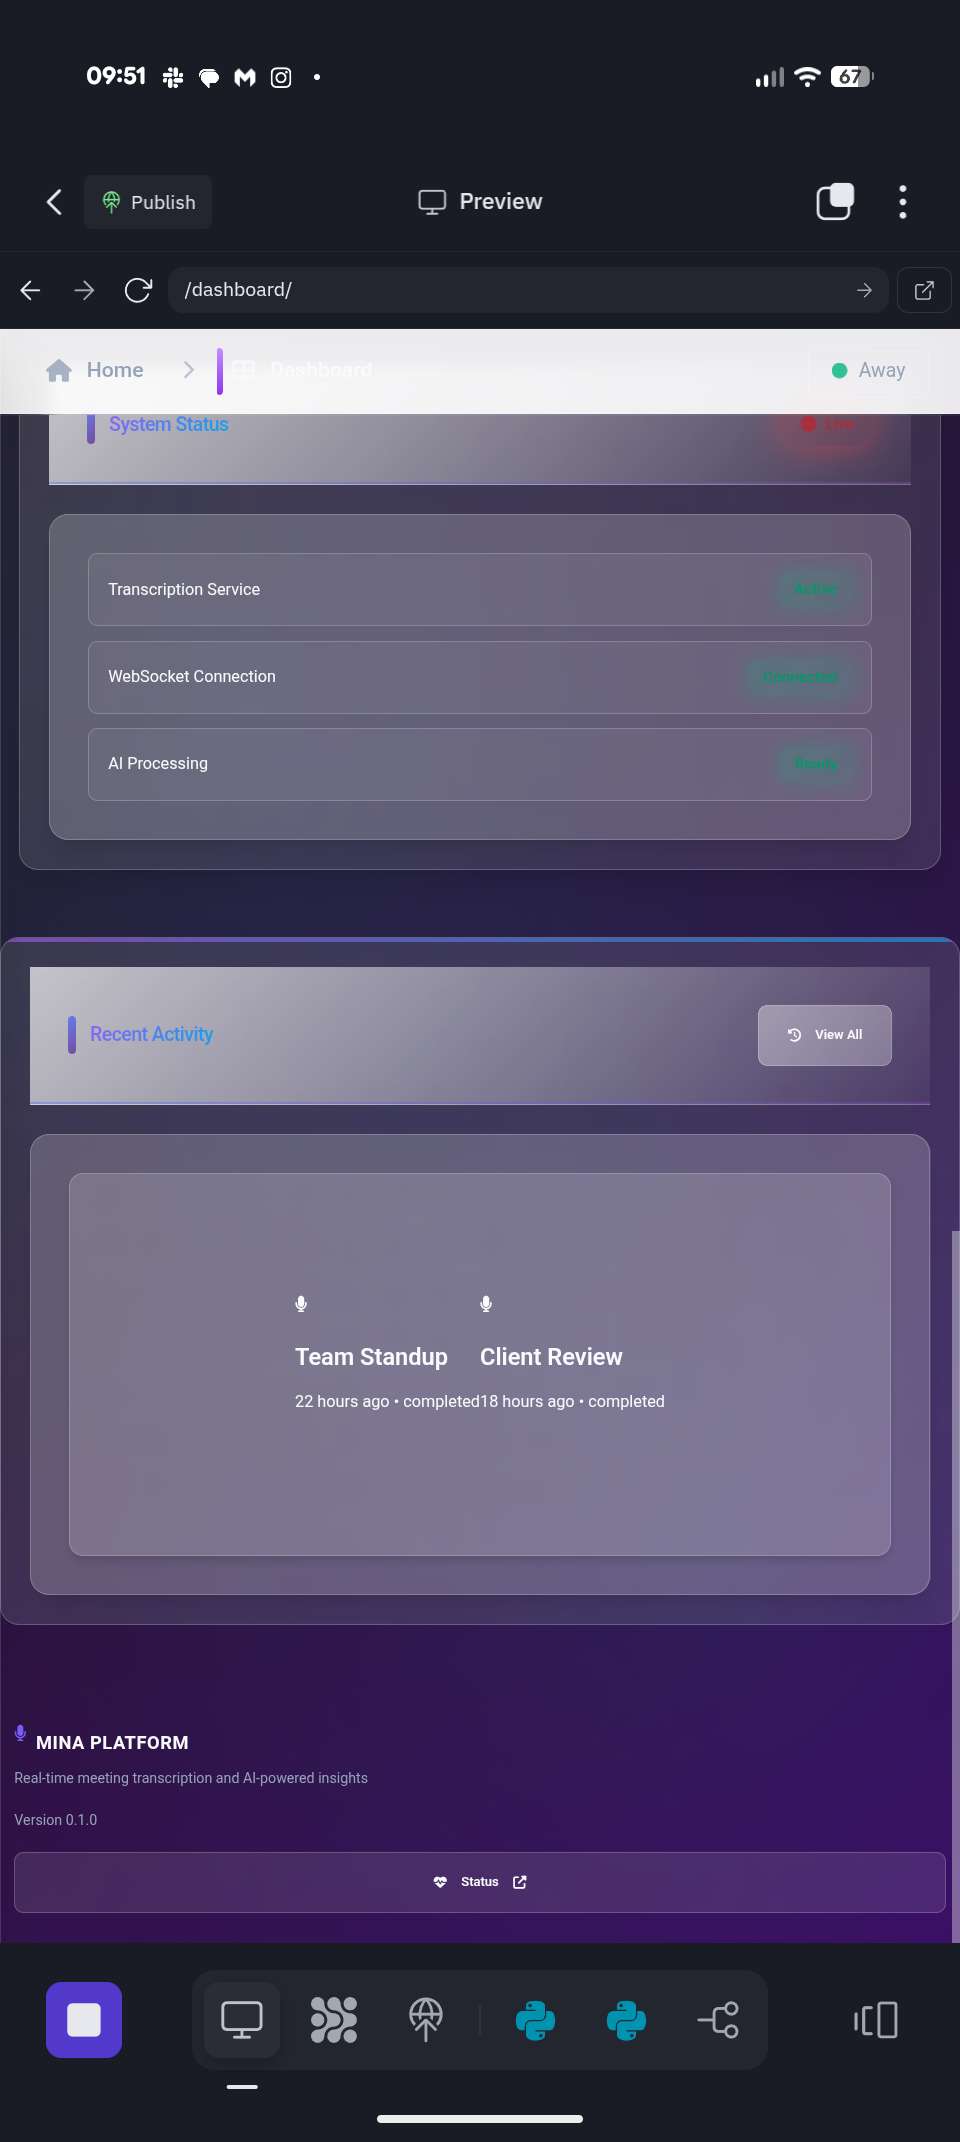 09:51
67
Publish
Preview
/dashboard/
Home
Dashboard
Away
System Status
Live
Transcription Service
Active
WebSocket Connection
Connected
AI Processing
Ready
Recent Activity
View All
Team Standup
Client Review
22 hours ago • completed18 hours ago • completed
MINA PLATFORM
Real-time meeting transcription and AI-powered insights
Version 0.1.0
Status